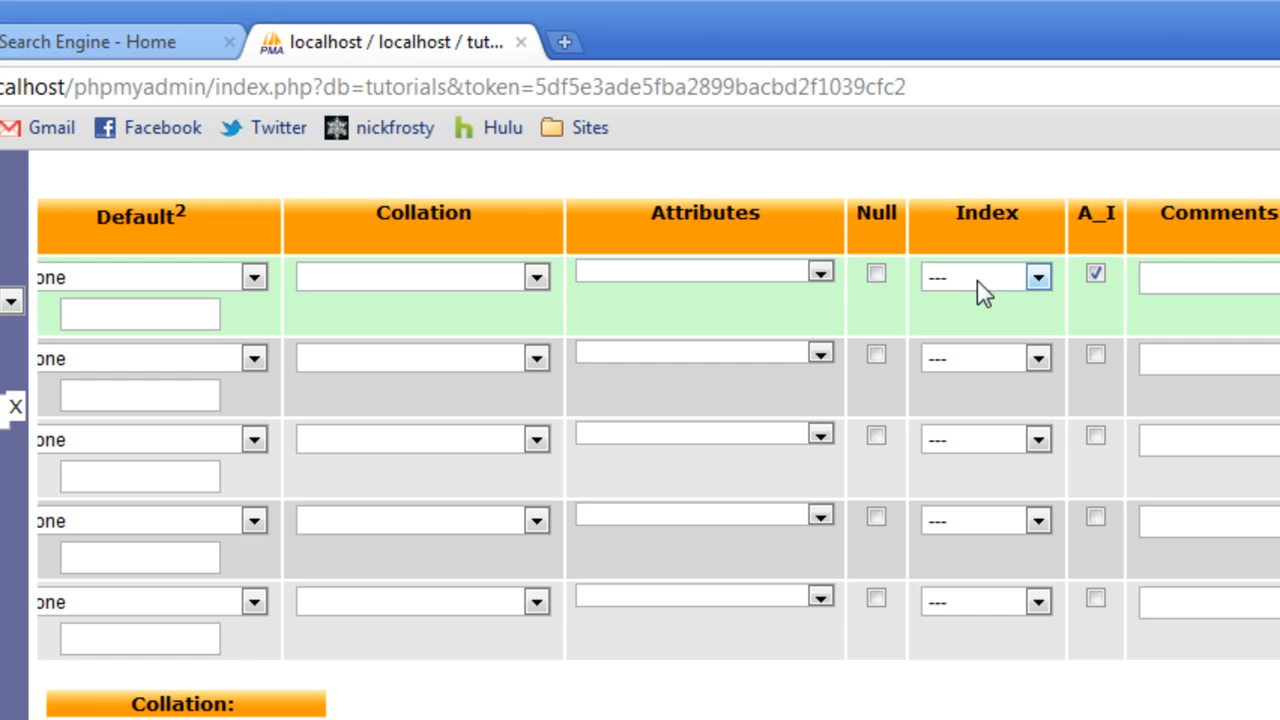 Search Engine - Home
PMA localhost / localhost / tut...
calhost/phpmyadmin/index.php?db=tutorials&token=5df5e3ade5fba2899bacbd2f1039cfc2
Gmail Facebook Twitter nickfrosty h Hulu Sites
Default2 Collation Attributes Null Index A_I Comments
one ---
X
one ---
one ---
one ---
one ---
Collation: